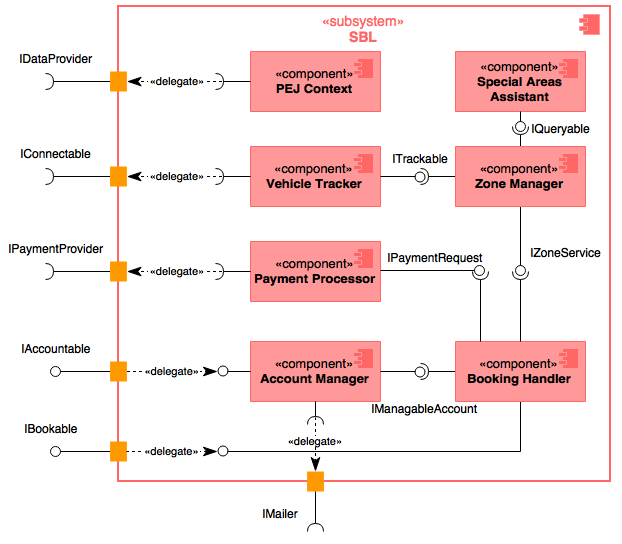 «subsystem»
SBL
IDataProvider
«delegate»
«component»
PEJ Context
«component»
Special Areas
Assistant
IQueryable
IConnectable
«delegate»
«component»
Vehicle Tracker
ITrackable
«component»
Zone Manager
IPaymentProvider
«delegate»
«component»
Payment Processor
IPaymentRequest
IZoneService
IAccountable
«delegate»
«component»
Account Manager
«component»
Booking Handler
IManagableAccount
IBookable
«delegate»
«delegate»
IMailer